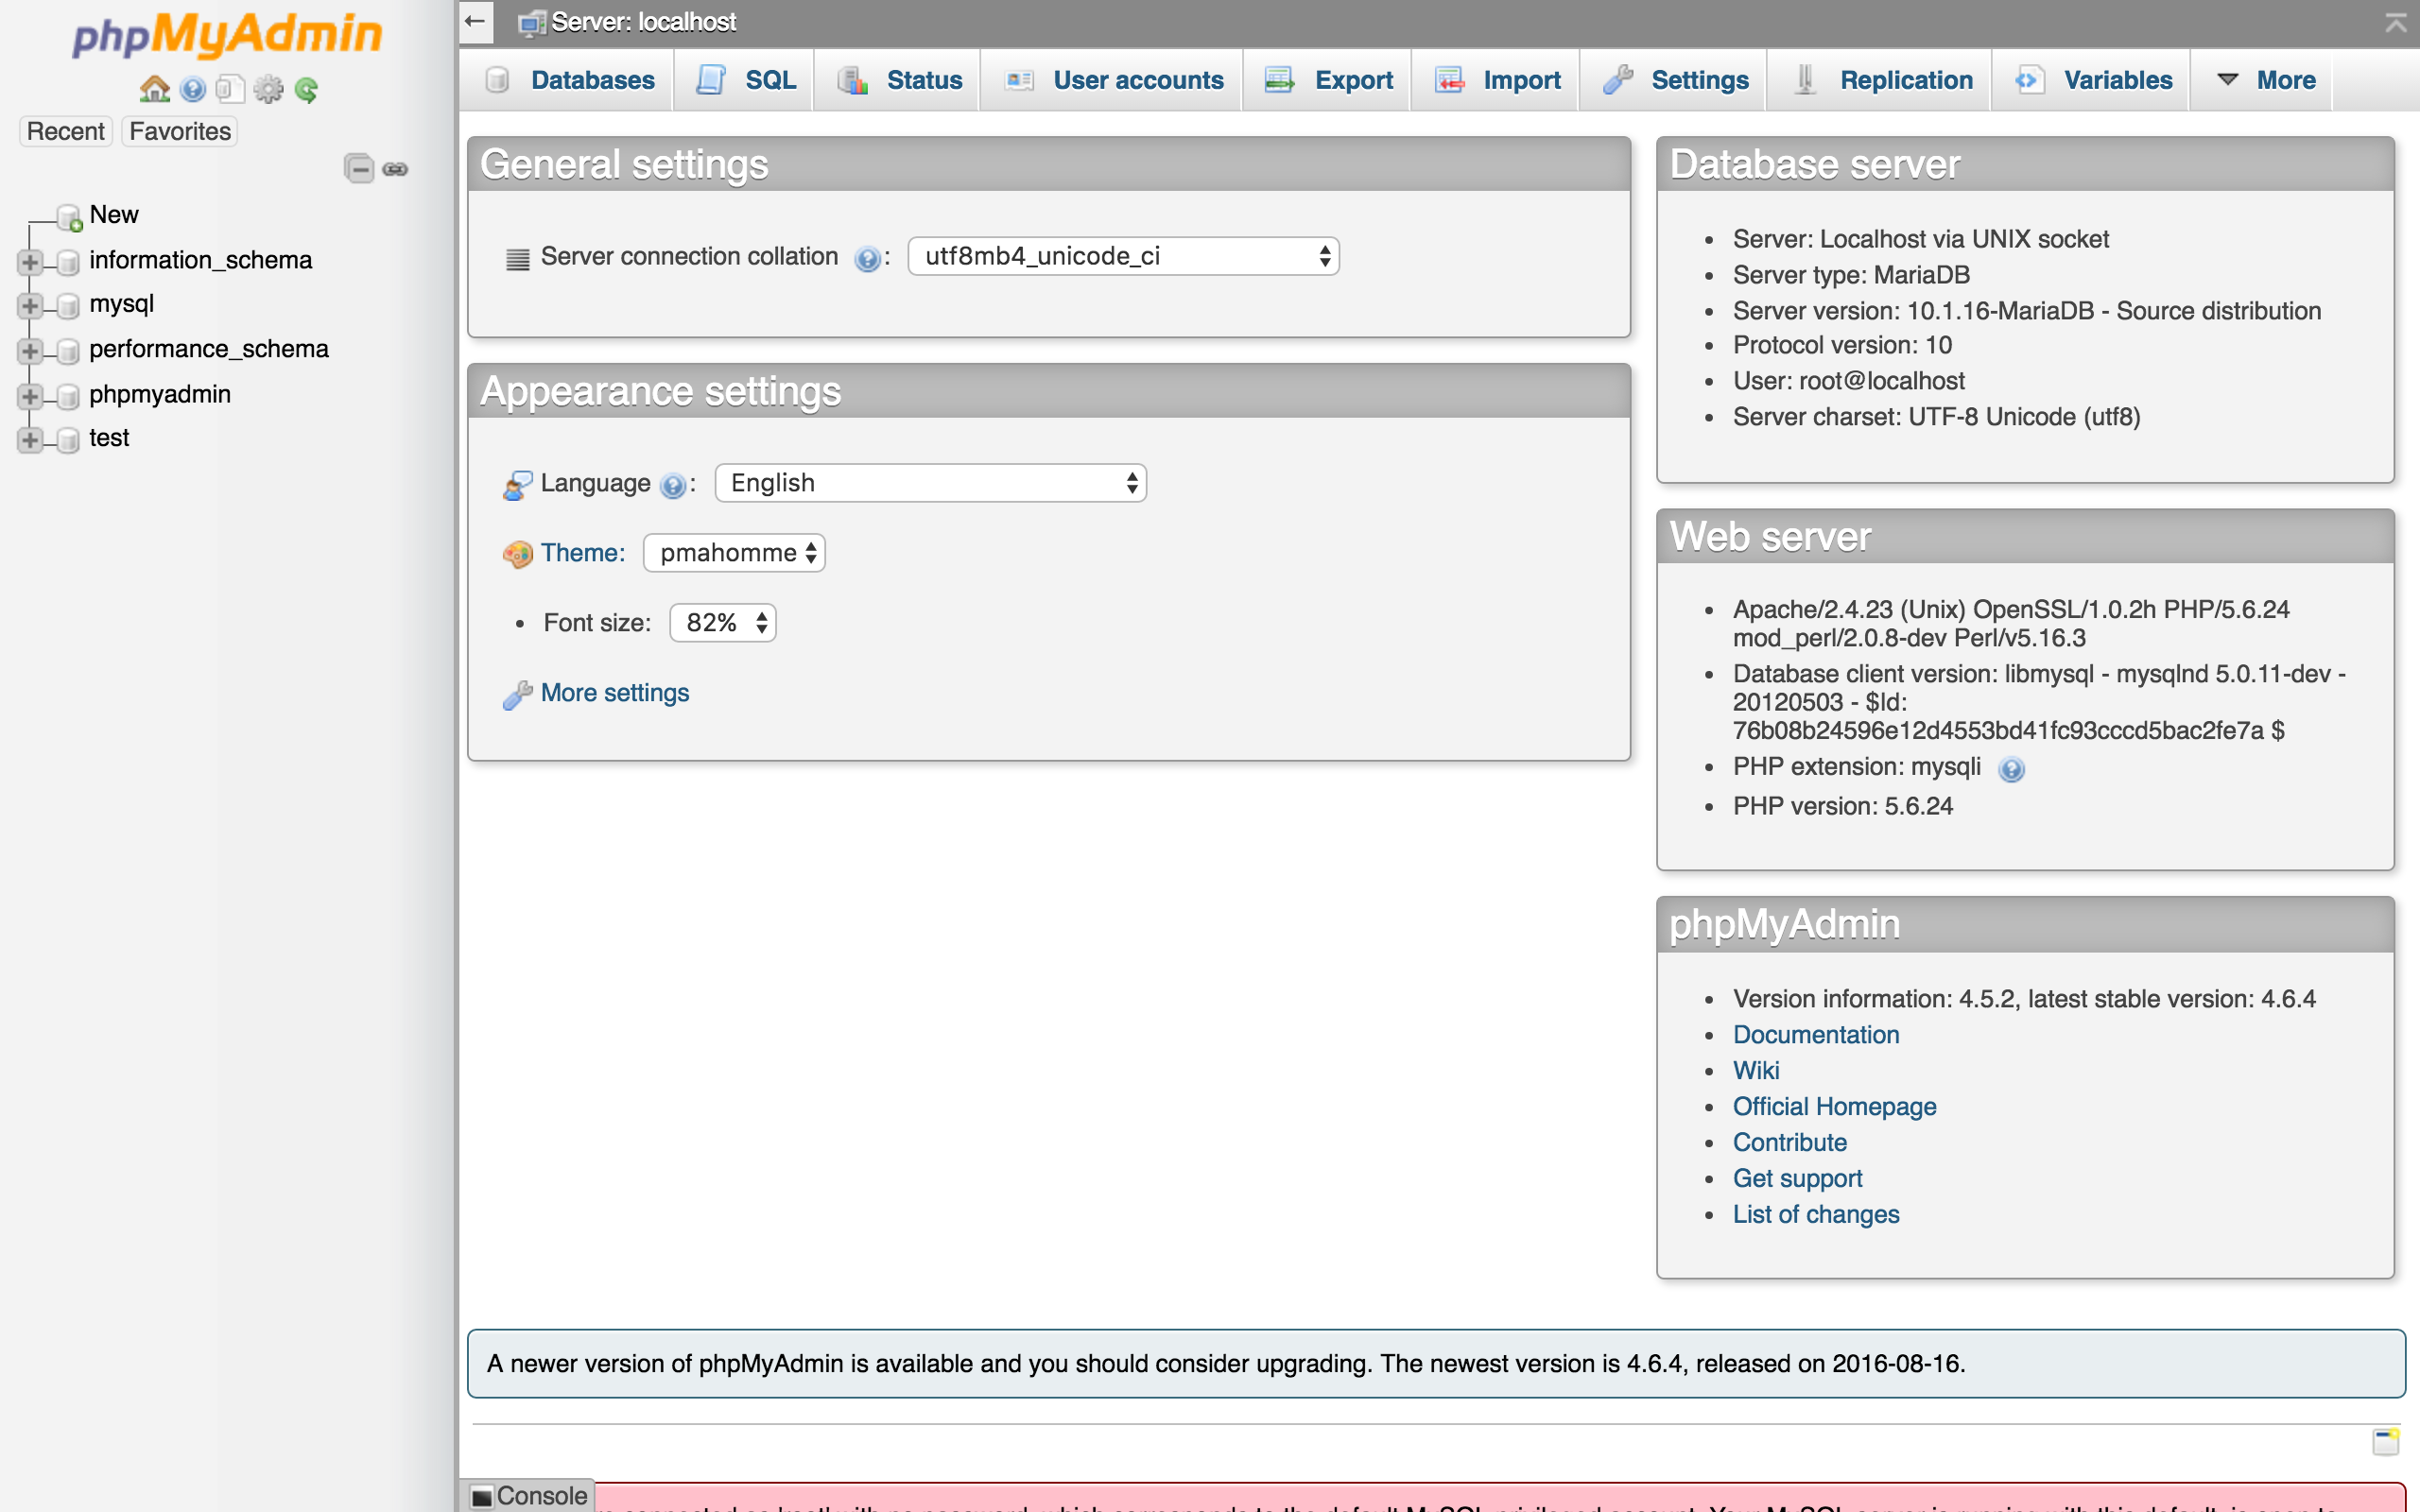 phpMyAdmin
Recent Favorites
New
information_schema
mysql
performance_schema
phpmyadmin
test
Server: localhost
Databases SQL Status User accounts Export Import Settings Replication Variables More
General settings
Server connection collation : utf8mb4_unicode_ci
Appearance settings
Language : English
Theme: pmahomme
• Font size: 82%
More settings
Database server
• Server: Localhost via UNIX socket
• Server type: MariaDB
• Server version: 10.1.16-MariaDB - Source distribution
• Protocol version: 10
• User: root@localhost
• Server charset: UTF-8 Unicode (utf8)
Web server
• Apache/2.4.23 (Unix) OpenSSL/1.0.2h PHP/5.6.24
mod_perl/2.0.8-dev Perl/v5.16.3
• Database client version: libmysql - mysqlnd 5.0.11-dev -
20120503 - $Id:
76b08b24596e12d4553bd41fc93cccd5bac2fe7a $
• PHP extension: mysqli
• PHP version: 5.6.24
phpMyAdmin
• Version information: 4.5.2, latest stable version: 4.6.4
• Documentation
• Wiki
• Official Homepage
• Contribute
• Get support
• List of changes
A newer version of phpMyAdmin is available and you should consider upgrading. The newest version is 4.6.4, released on 2016-08-16.
Console